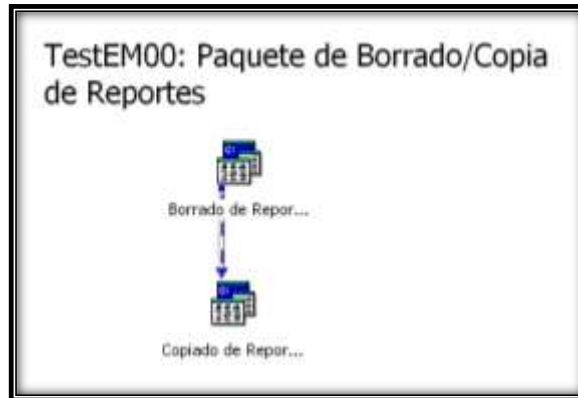 TestEM00: Paquete de Borrado/Copia
de Reportes
Borrado de Repor...
Copiado de Repor...